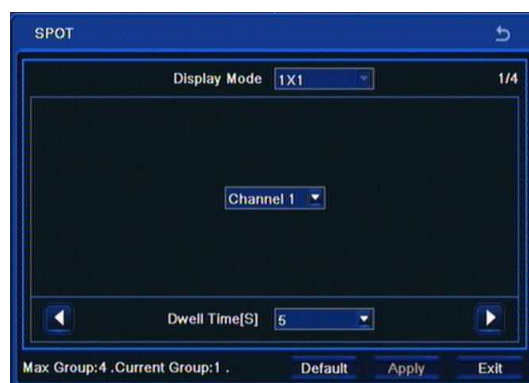 SPOT
Display Mode 1X1 1/4
Channel 1
Dwell Time[S] 5
Max Group:4 .Current Group:1 . Default Apply Exit